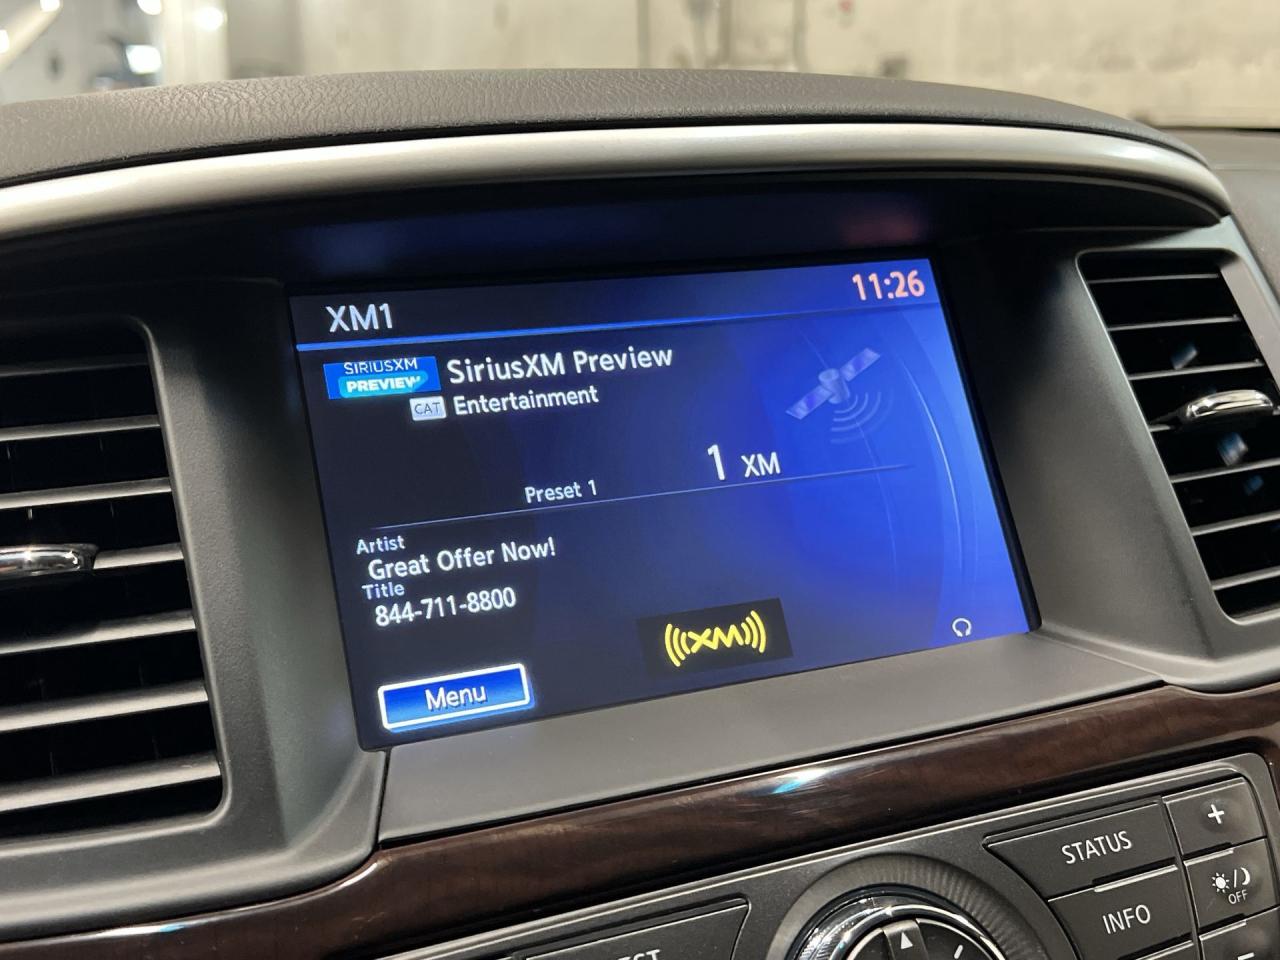 XM1
11:26
SIRIUSXM
PREVIEW
SiriusXM Preview
CAT Entertainment
1 XM
Preset 1
Artist
Great Offer Now!
Title
844-711-8800
((XM))
Menu
STATUS
+
INFO
OFF